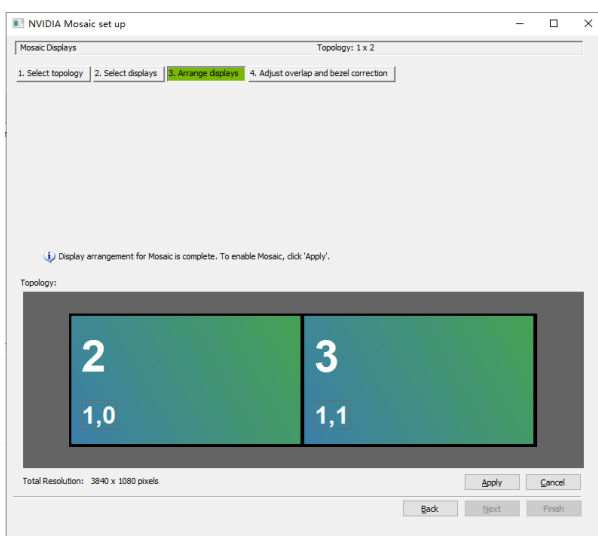 NVIDIA Mosaic set up
Mosaic Displays Topology: 1 x 2
1. Select topology 2. Select displays 3. Arrange displays 4. Adjust overlap and bezel correction
Display arrangement for Mosaic is complete. To enable Mosaic, click 'Apply'.
Topology:
2 3
1,0 1,1
Total Resolution: 3840 x 1080 pixels Apply Cancel
Back Next Finish